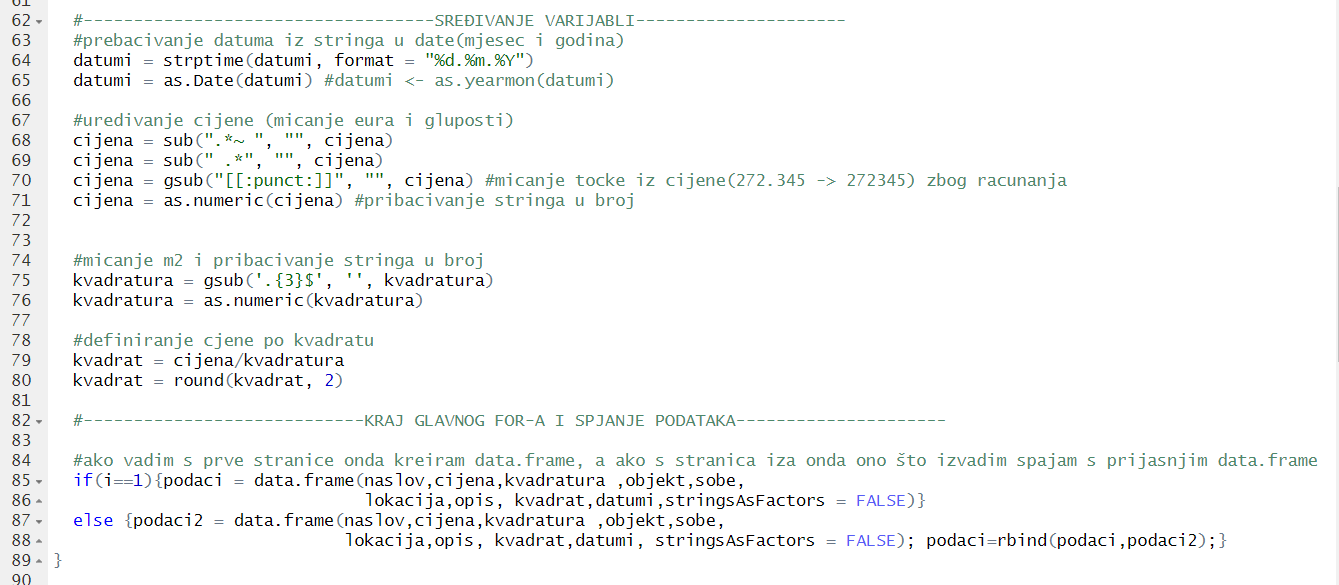 61
62 #-----------------------------------SREĐIVANJE VARIJABLI---------------------
63 #prebacivanje datuma iz stringa u date(mjesec i godina)
64 datumi = strptime(datumi, format = "%d.%m.%Y")
65 datumi = as.Date(datumi) #datumi <- as.yearmon(datumi)
66
67 #uređivanje cijene (micanje eura i gluposti)
68 cijena = sub(".*~ ", "", cijena)
69 cijena = sub(" .*", "", cijena)
70 cijena = gsub("[[:punct:]]", "", cijena) #micanje tocke iz cijene(272.345 -> 272345) zbog racunanja
71 cijena = as.numeric(cijena) #pribacivanje stringa u broj
72
73
74 #micanje m2 i pribacivanje stringa u broj
75 kvadratura = gsub('.{3}$', '', kvadratura)
76 kvadratura = as.numeric(kvadratura)
77
78 #definiranje cjene po kvadratu
79 kvadrat = cijena/kvadratura
80 kvadrat = round(kvadrat, 2)
81
82 #----------------------------KRAJ GLAVNOG FOR-A I SPJANJE PODATAKA---------------------
83
84 #ako vadim s prve stranice onda kreiram data.frame, a ako s stranica iza onda ono što izvadim spajam s prijasnjim data.frame
85 if(i==1){podaci = data.frame(naslov,cijena,kvadratura ,objekt,sobe,
86 lokacija,opis, kvadrat,datumi,stringsAsFactors = FALSE)}
87 else {podaci2 = data.frame(naslov,cijena,kvadratura ,objekt,sobe,
88 lokacija,opis, kvadrat,datumi, stringsAsFactors = FALSE); podaci=rbind(podaci,podaci2);}
89 }
90